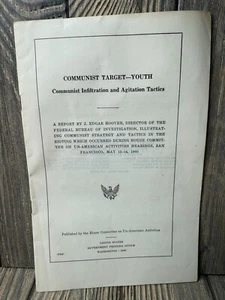 COMMUNIST TARGET—YOUTH
Communist Infiltration and Agitation Tactics
A REPORT BY J. EDGAR HOOVER, DIRECTOR OF THE
FEDERAL BUREAU OF INVESTIGATION, ILLUSTRAT-
ING COMMUNIST STRATEGY AND TACTICS IN THE
RIOTING WHICH OCCURRED DURING HOUSE COMMIT-
TEE ON UN-AMERICAN ACTIVITIES HEARINGS, SAN
FRANCISCO, MAY 12-14, 1960
Published by the House Committee on Un-American Activities
UNITED STATES
GOVERNMENT PRINTING OFFICE
WASHINGTON : 1960